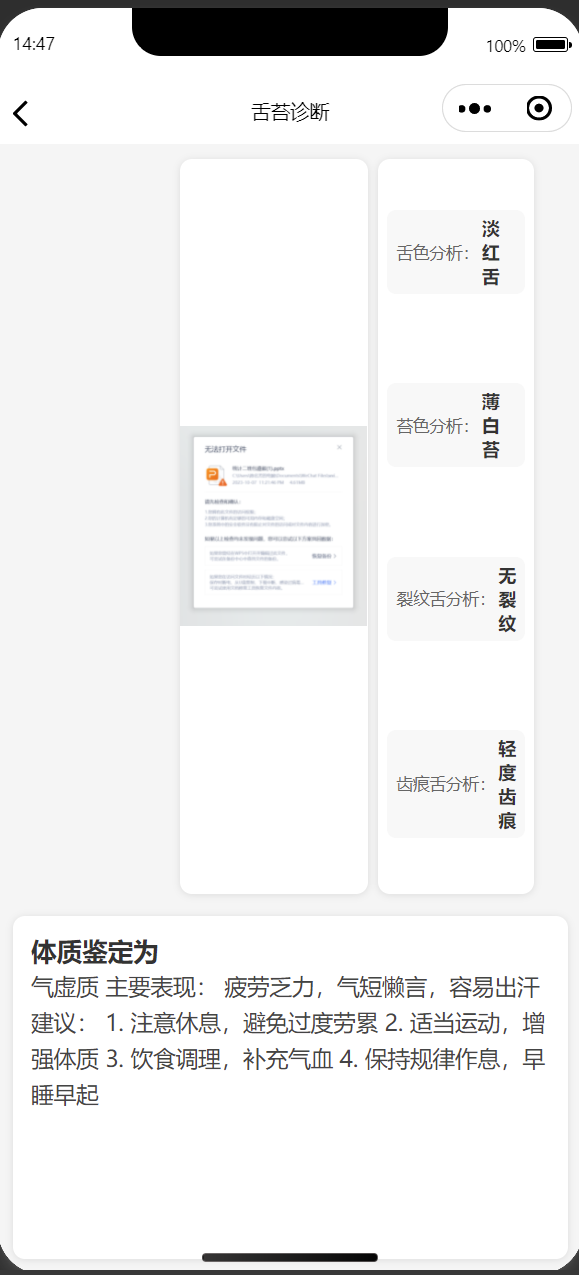 14:47
100%
舌苔诊断
舌色分析：
淡
红
舌
苔色分析：
薄
白
苔
裂纹舌分析：
无
裂
纹
齿痕舌分析：
轻
度
齿
痕
无法打开文件
体质鉴定为
气虚质 主要表现： 疲劳乏力，气短懒言，容易出汗
建议： 1. 注意休息，避免过度劳累 2. 适当运动，增
强体质 3. 饮食调理，补充气血 4. 保持规律作息，早
睡早起